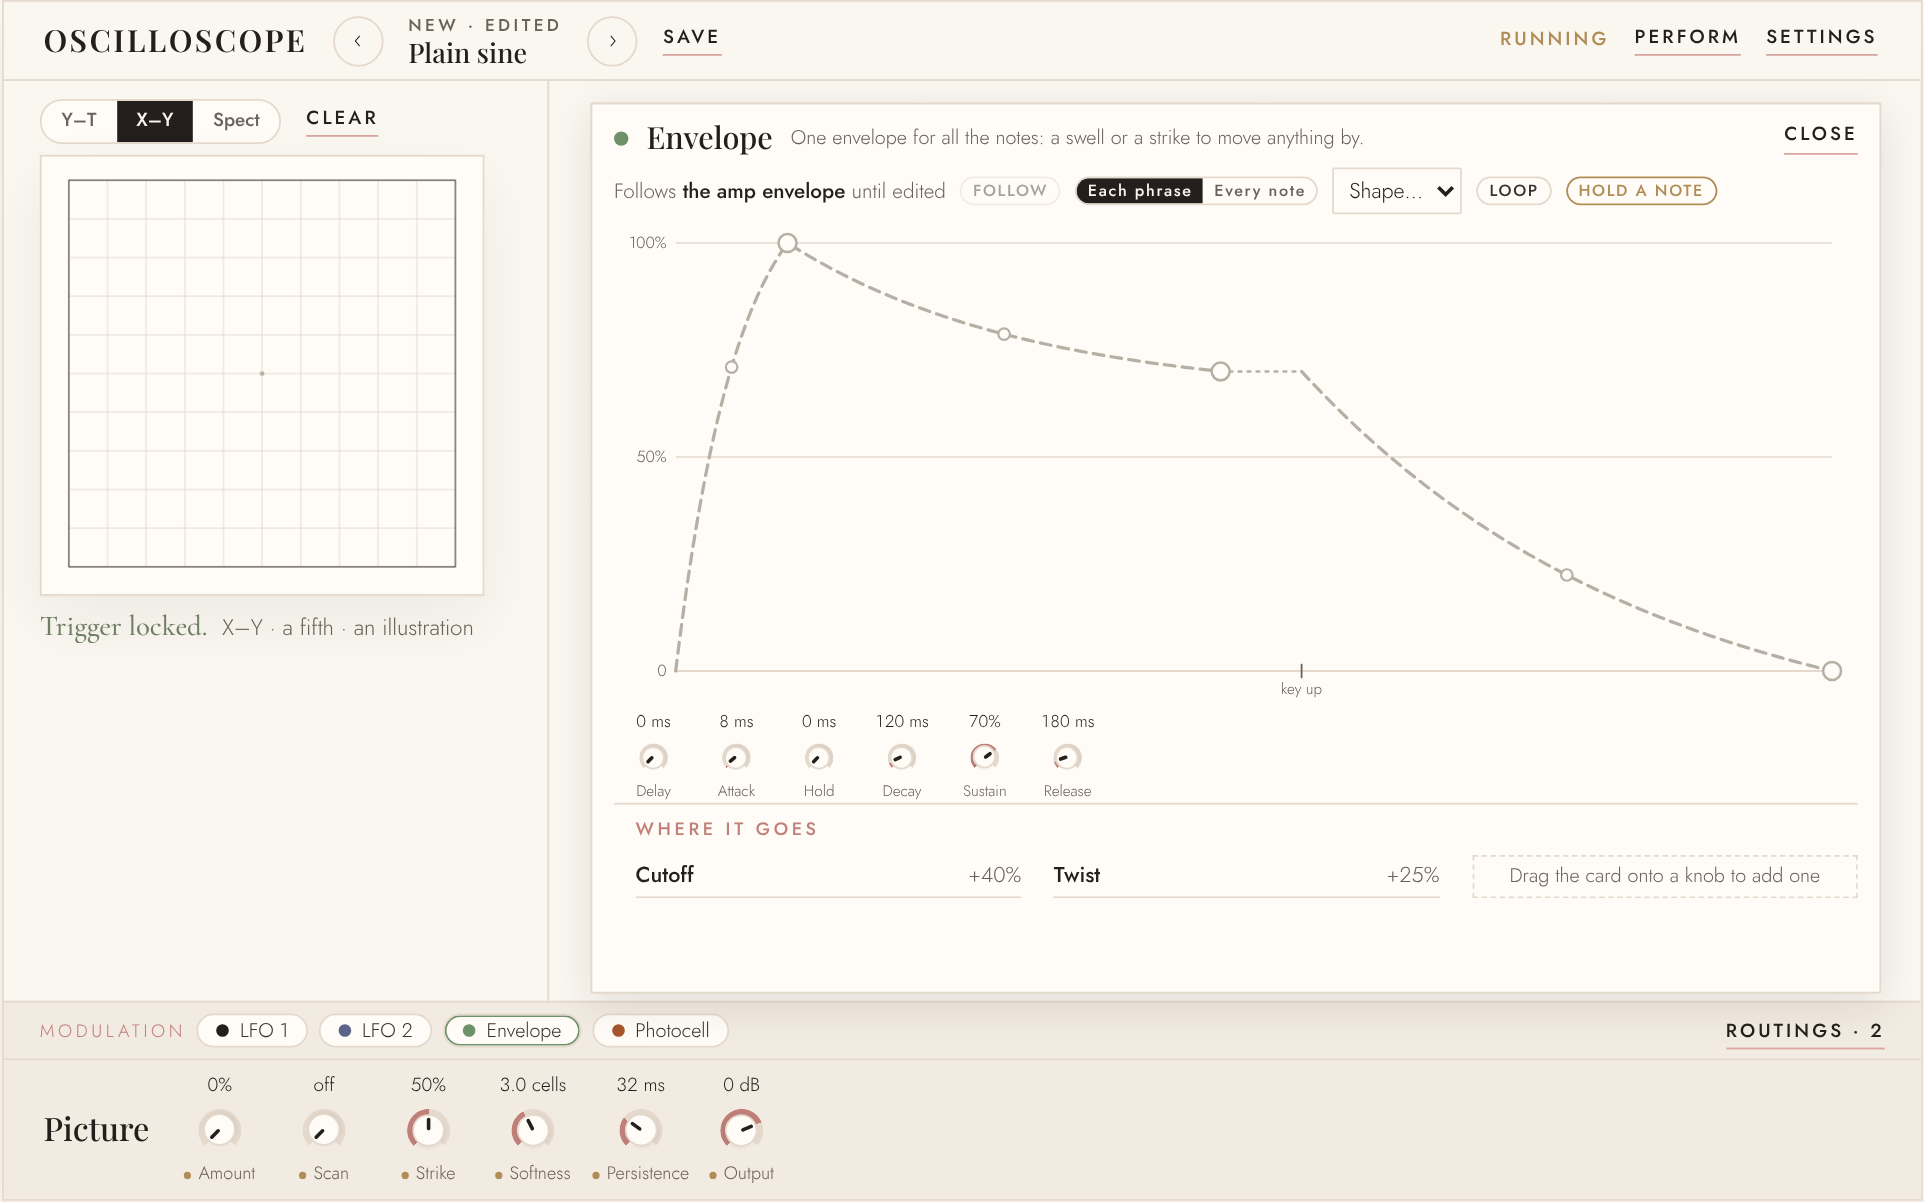 OSCILLOSCOPE
‹
NEW · EDITED
Plain sine
›
SAVE
RUNNING
PERFORM
SETTINGS
Y–T
X–Y
Spect
CLEAR
Trigger locked. X–Y · a fifth · an illustration
Envelope
One envelope for all the notes: a swell or a strike to move anything by.
CLOSE
Follows the amp envelope until edited
FOLLOW
Each phrase
Every note
Shape...
LOOP
HOLD A NOTE
100%
50%
0
key up
0 ms 8 ms 0 ms 120 ms 70% 180 ms
Delay Attack Hold Decay Sustain Release
WHERE IT GOES
Cutoff +40%
Twist +25%
Drag the card onto a knob to add one
MODULATION
LFO 1
LFO 2
Envelope
Photocell
ROUTINGS · 2
Picture
0% off 50% 3.0 cells 32 ms 0 dB
Amount Scan Strike Softness Persistence Output